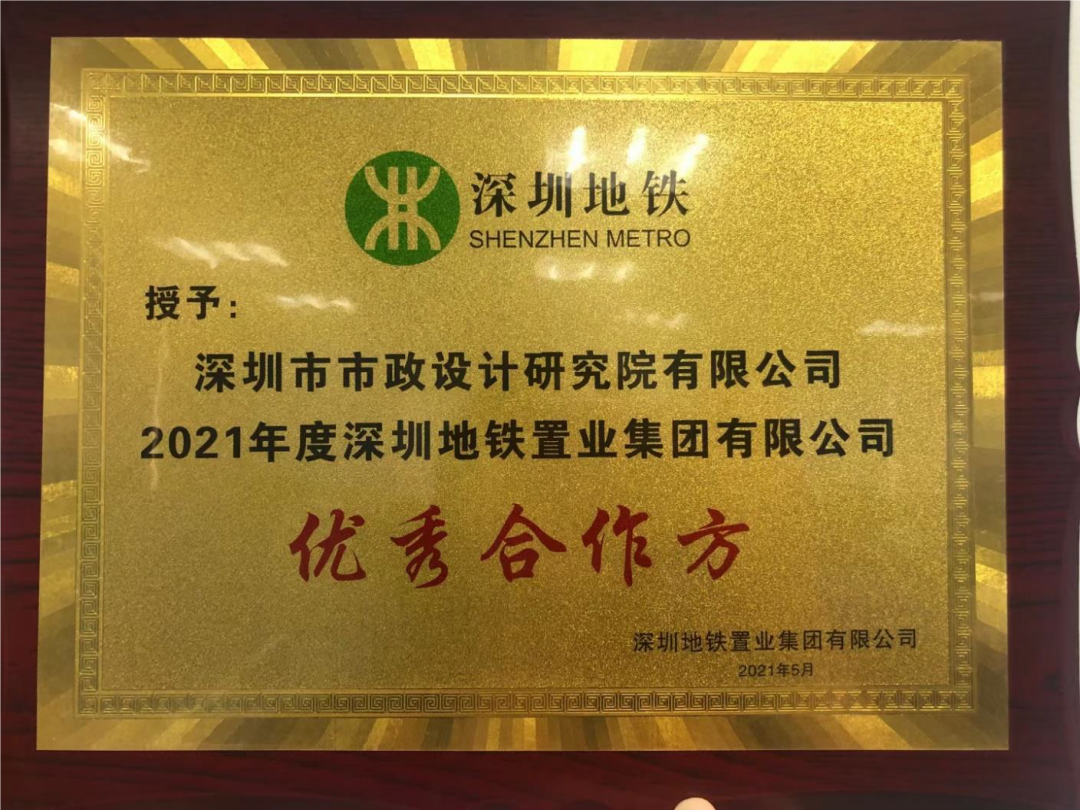 深圳地铁
SHENZHEN METRO
授予：
深圳市市政设计研究院有限公司
2021年度深圳地铁置业集团有限公司
优秀合作方
深圳地铁置业集团有限公司
2021年5月